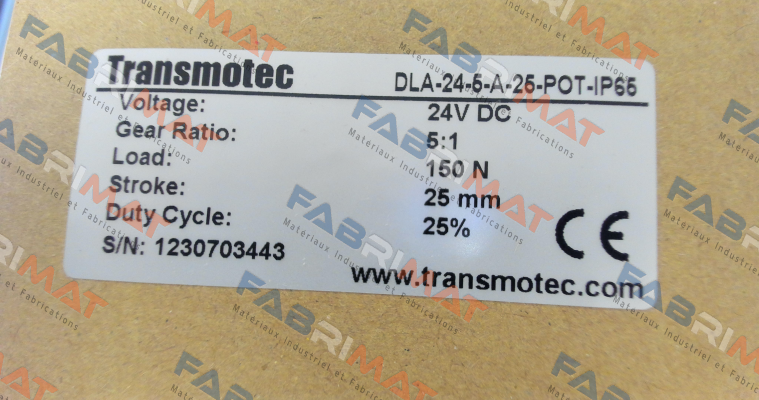 Transmotec DLA-24-5-A-25-POT-IP65
Voltage: 24V DC
Gear Ratio: 5:1
Load: 150 N
Stroke: 25 mm
Duty Cycle: 25%
CE
S/N: 1230703443
www.transmotec.com
FABRIMAT
Materiaux Industriel et Fabrications